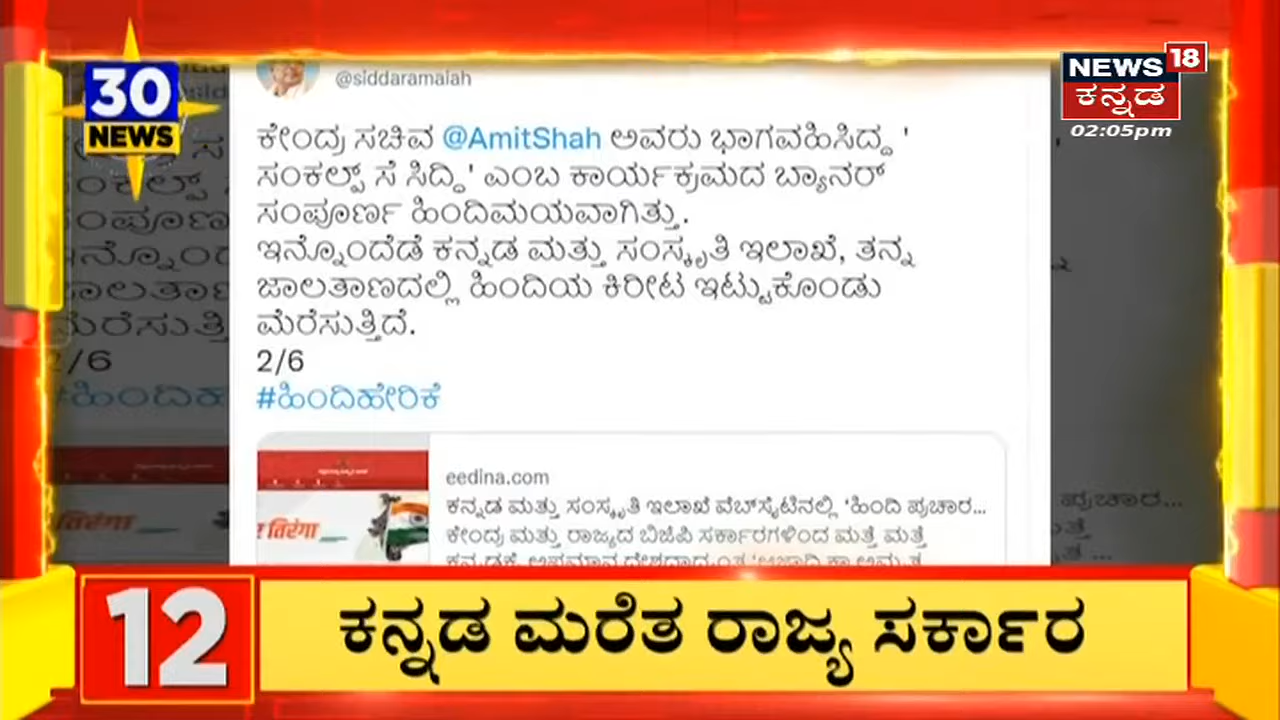 30
NEWS
NEWS 18
ಕನ್ನಡ
02:05pm
@siddaramaiah
ಕೇಂದ್ರ ಸಚಿವ @AmitShah ಅವರು ಭಾಗವಹಿಸಿದ್ದ '
ಸಂಕಲ್ಪ್ ಸೆ ಸಿದ್ದಿ ' ಎಂಬ ಕಾರ್ಯಕ್ರಮದ ಬ್ಯಾನರ್
ಸಂಪೂರ್ಣ ಹಿಂದಿಮಯವಾಗಿತ್ತು.
ಇನ್ನೊಂದೆಡೆ ಕನ್ನಡ ಮತ್ತು ಸಂಸ್ಕೃತಿ ಇಲಾಖೆ, ತನ್ನ
ಜಾಲತಾಣದಲ್ಲಿ ಹಿಂದಿಯ ಕಿರೀಟ ಇಟ್ಟುಕೊಂಡು
ಮೆರೆಸುತ್ತಿದೆ.
2/6
#ಹಿಂದಿಹೇರಿಕೆ
eedina.com
ಕನ್ನಡ ಮತ್ತು ಸಂಸ್ಕೃತಿ ಇಲಾಖೆ ವೆಬ್‌ಸೈಟಿನಲ್ಲಿ 'ಹಿಂದಿ ಪ್ರಚಾರ...
ಕೇಂದ್ರ ಮತ್ತು ರಾಜ್ಯದ ಬಿಜೆಪಿ ಸರ್ಕಾರಗಳಿಂದ ಮತ್ತೆ ಮತ್ತೆ
तिरंगा
12
ಕನ್ನಡ ಮರೆತ ರಾಜ್ಯ ಸರ್ಕಾರ